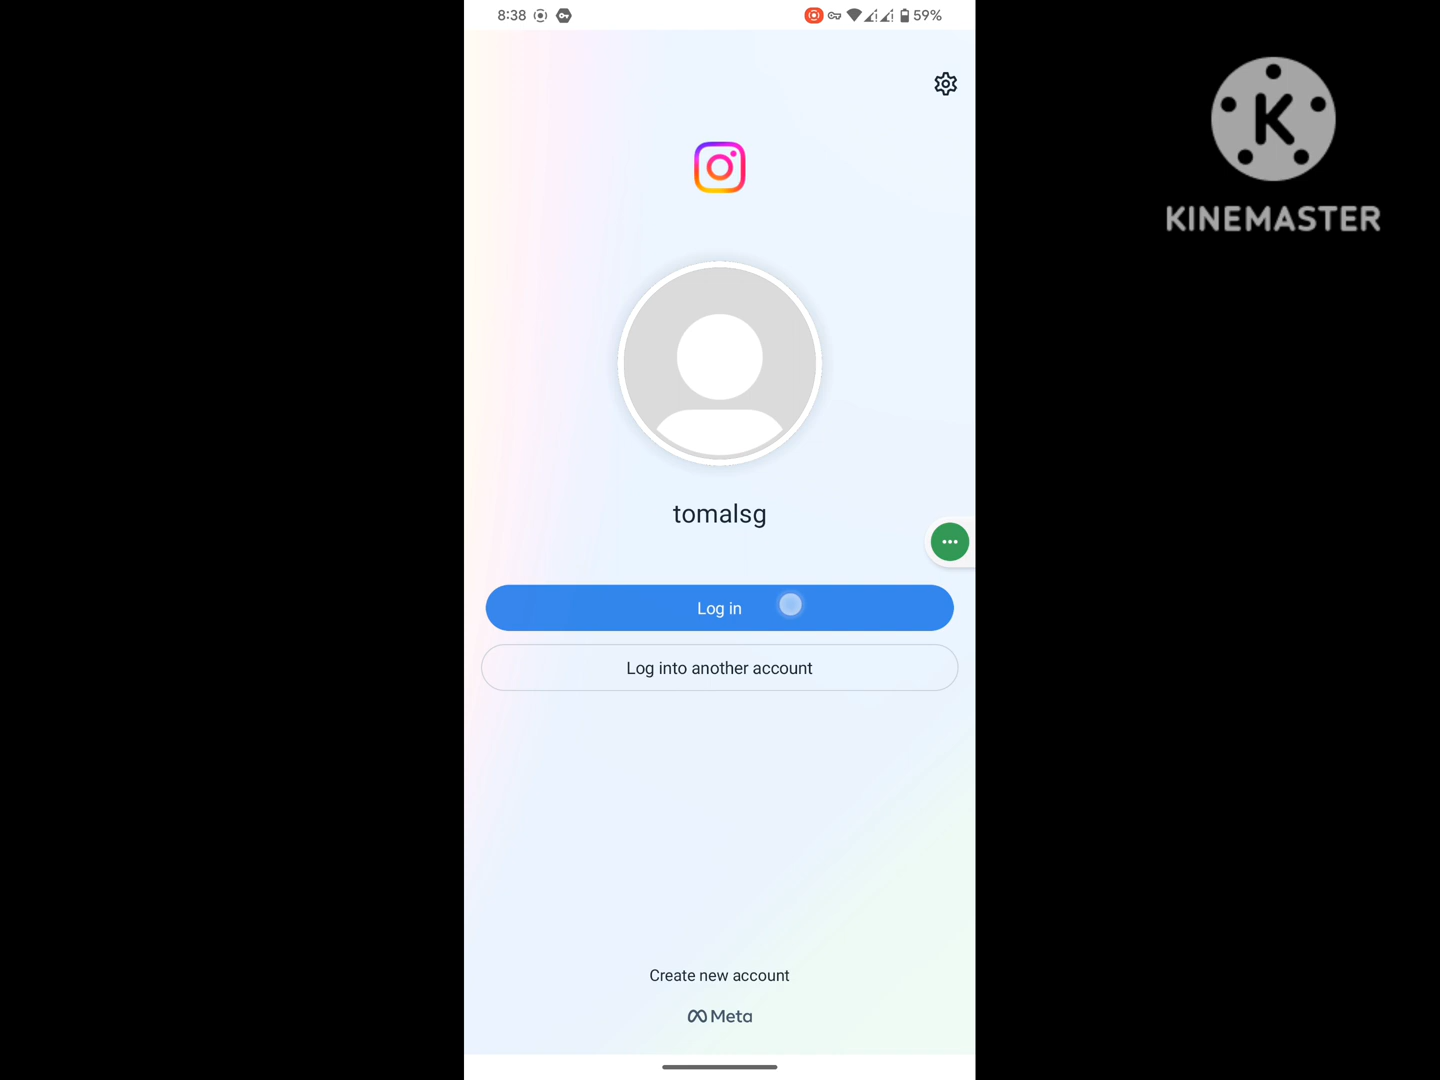 8:38
59%
KINEMASTER
tomalsg
Log in
Log into another account
Create new account
Meta